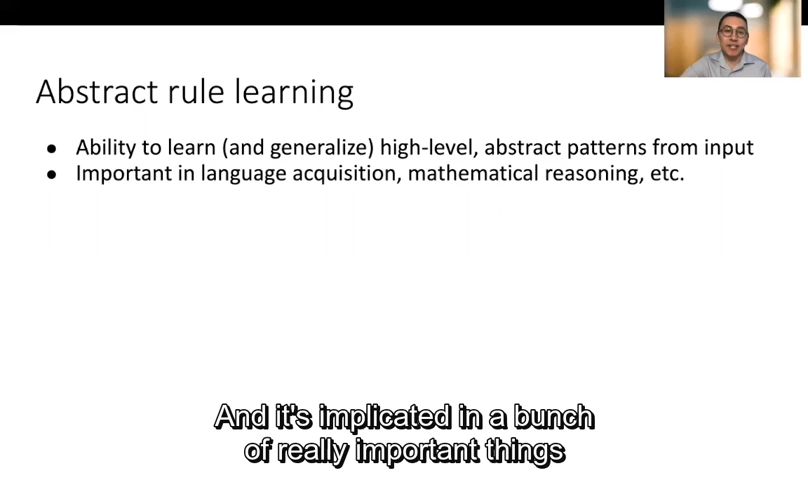 Abstract rule learning
● Ability to learn (and generalize) high-level, abstract patterns from input
● Important in language acquisition, mathematical reasoning, etc.
And it's implicated in a bunch
of really important things